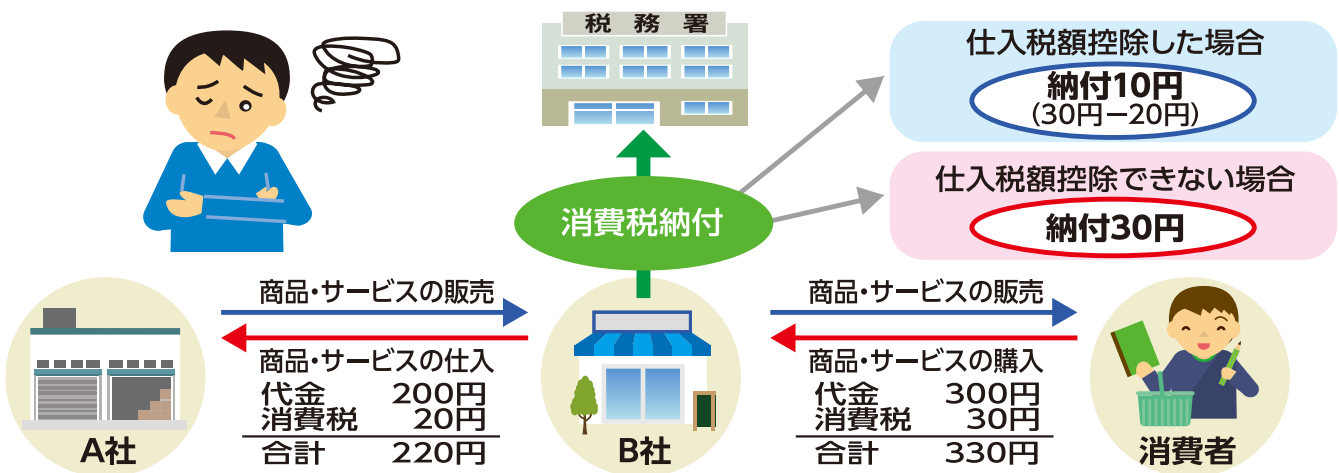 税務署
仕入税額控除した場合
納付10円
(30円−20円)
仕入税額控除できない場合
納付30円
消費税納付
商品・サービスの販売
商品・サービスの仕入
代金 200円
消費税 20円
合計 220円
A社
B社
商品・サービスの販売
商品・サービスの購入
代金 300円
消費税 30円
合計 330円
消費者